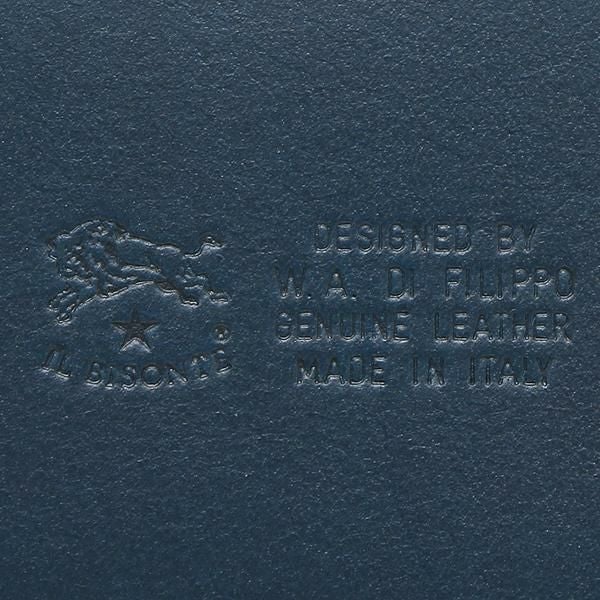 IL BISONTE®
DESIGNED BY
W.A. DI FILIPPO
GENUINE LEATHER
MADE IN ITALY